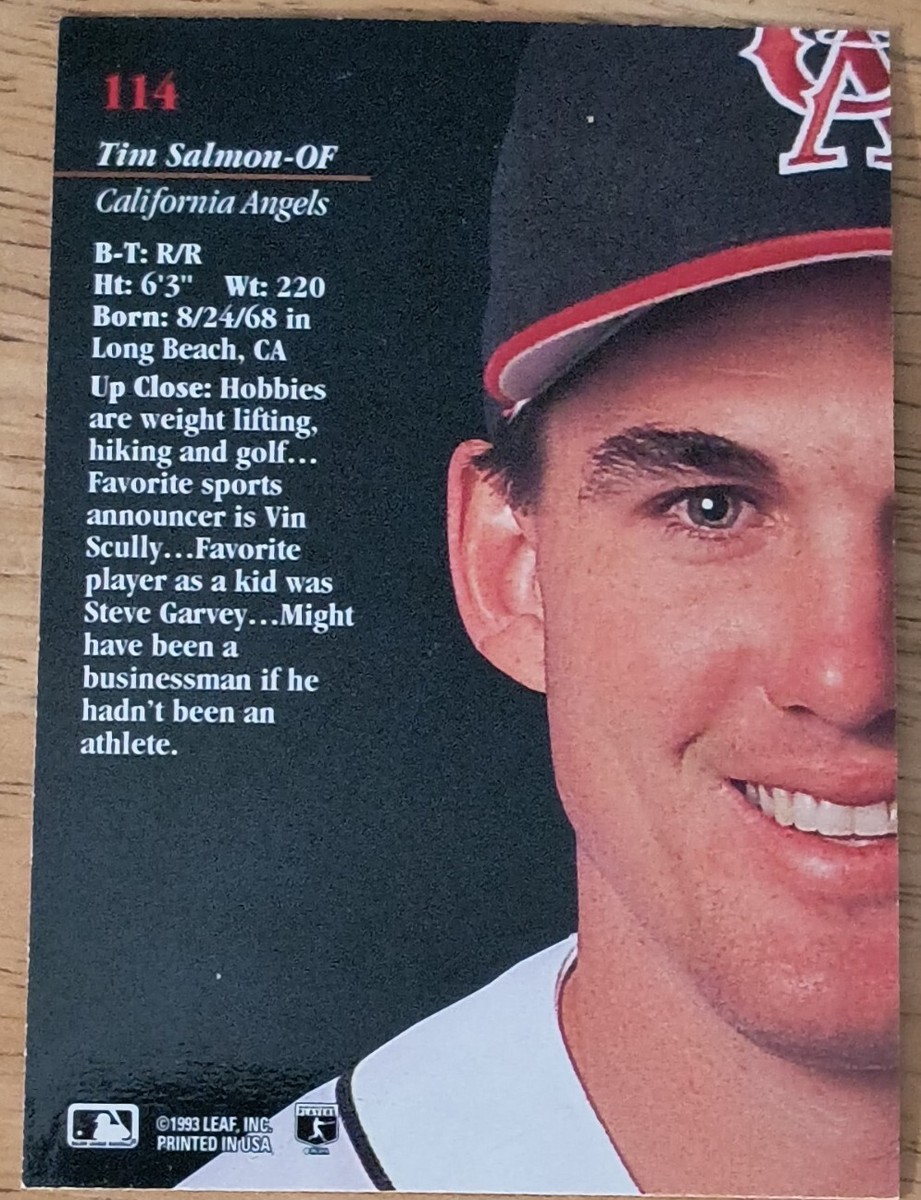 114
Tim Salmon-OF
California Angels
B-T: R/R
Ht: 6'3" Wt: 220
Born: 8/24/68 in
Long Beach, CA
Up Close: Hobbies
are weight lifting,
hiking and golf...
Favorite sports
announcer is Vin
Scully...Favorite
player as a kid was
Steve Garvey...Might
have been a
businessman if he
hadn't been an
athlete.
CA
©1993 LEAF, INC.
PRINTED IN USA
PLAYERS